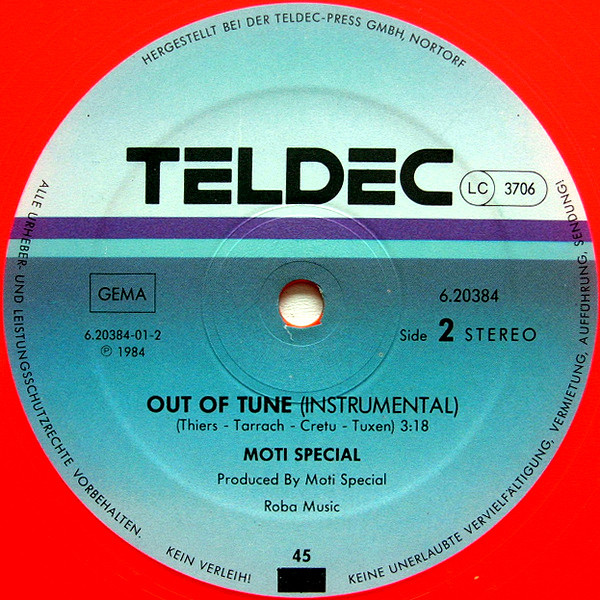 HERGESTELLT BEI DER TELDEC-PRESS GMBH, NORTORF
TELDEC
LC 3706
GEMA
6.20384
6.20384-01-2
Ⓟ 1984
Side 2 STEREO
OUT OF TUNE (INSTRUMENTAL)
(Thiers - Tarrach - Cretu - Tuxen) 3:18
MOTI SPECIAL
Produced By Moti Special
Roba Music
45
ALLE URHEBER- UND LEISTUNGSSCHUTZRECHTE VORBEHALTEN. KEIN VERLEIH! KEINE UNERLAUBTE VERVIELFÄLTIGUNG, VERMIETUNG, AUFFÜHRUNG, SENDUNG!